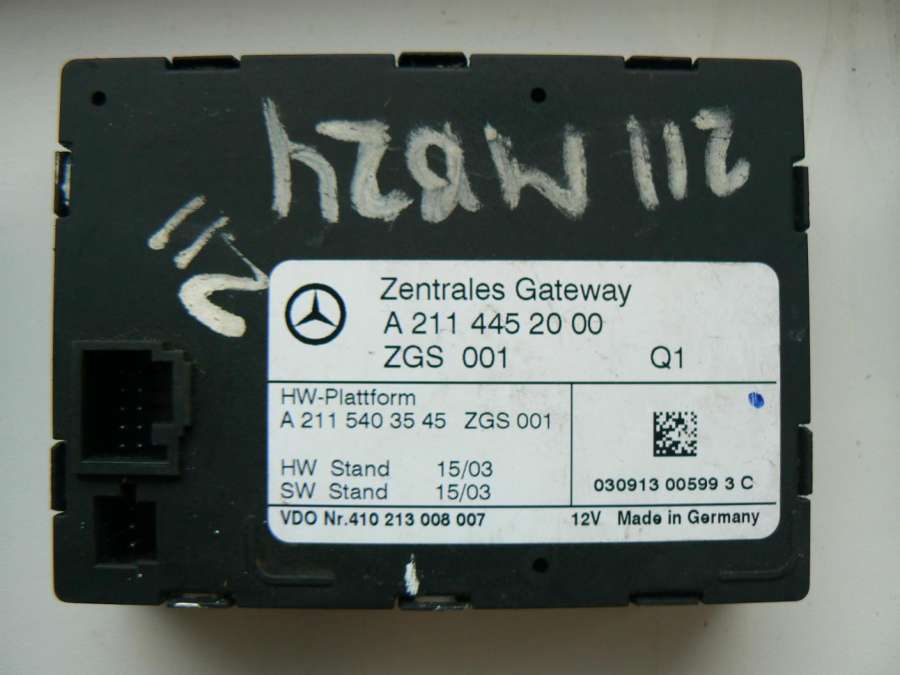 211
Zentrales Gateway
A 211 445 20 00
ZGS 001 Q1
HW-Plattform
A 211 540 35 45 ZGS 001
HW Stand 15/03
SW Stand 15/03
030913 00599 3 C
VDO Nr.410 213 008 007 12V Made in Germany